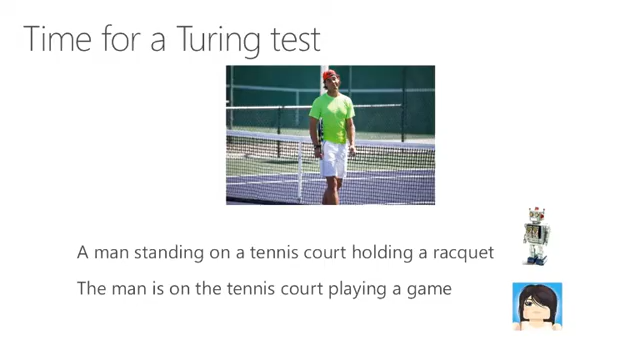 Time for a Turing test
A man standing on a tennis court holding a racquet
The man is on the tennis court playing a game